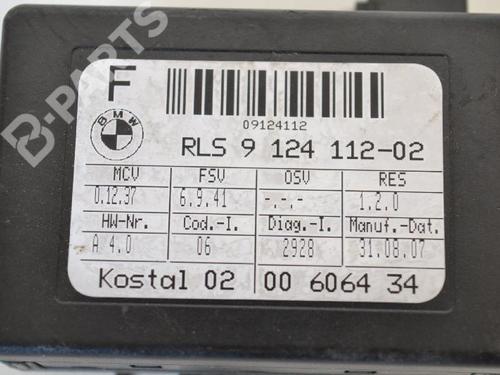 F
09124112
BMW
RLS 9 124 112-02
MCV FSV OSV RES
0.12.37 6.9.41 -.-.- 1.2.0
HW-Nr. Cod.-I. Diag.-I. Manuf.-Dat.
A 4.0 06 2928 31.08.07
Kostal 02 00 6064 34
B-PARTS